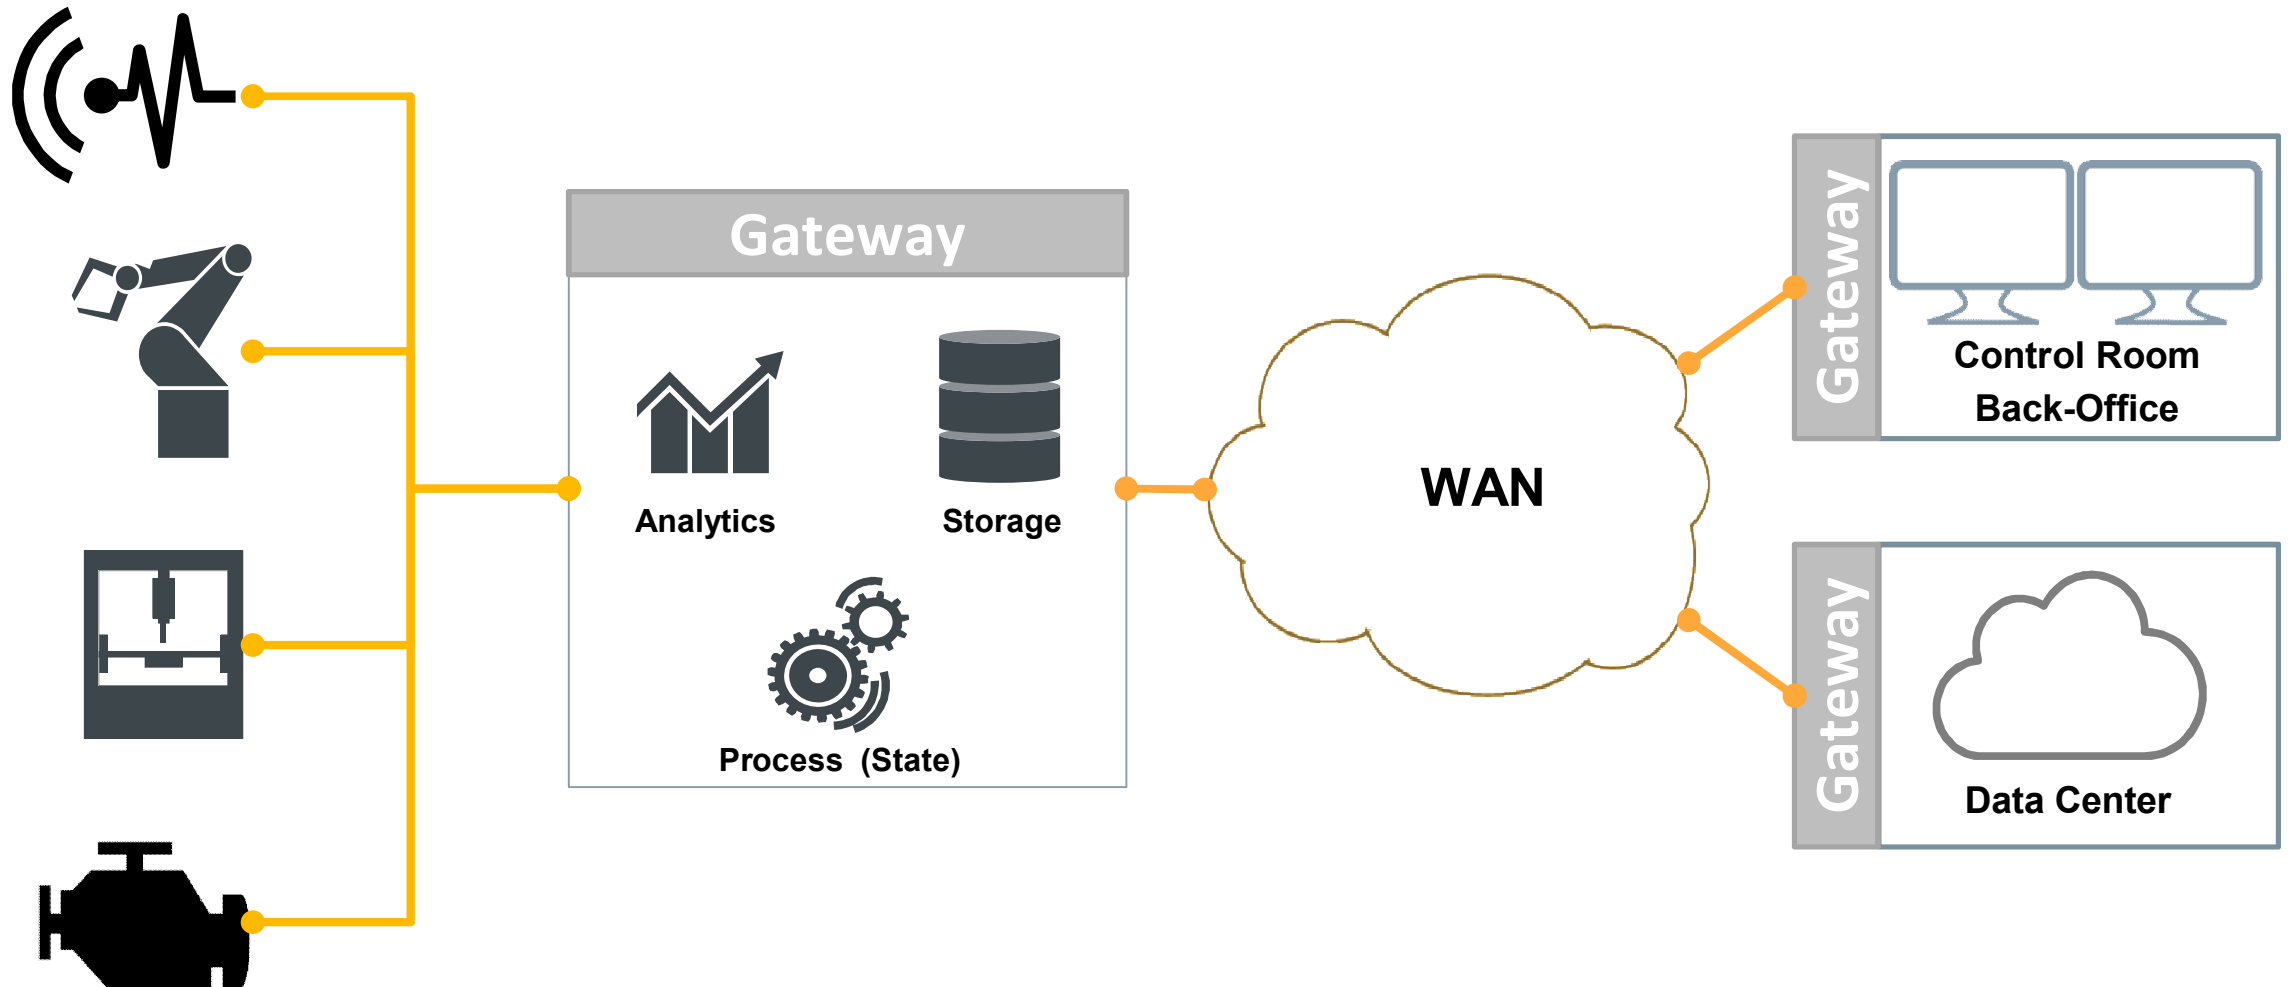 Gateway
Analytics
Storage
Process  (State)
WAN
Gateway
Control Room
Back-Office
Gateway
Data Center